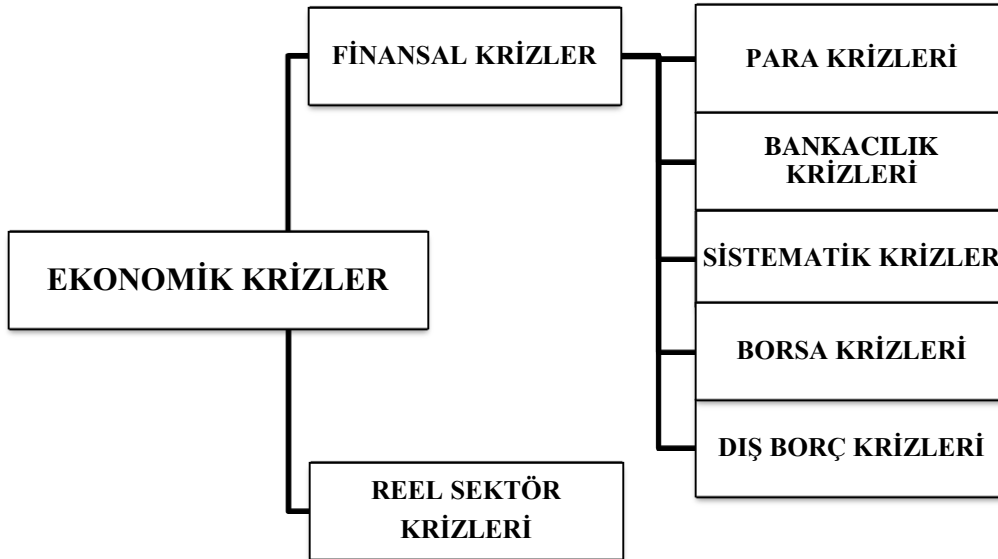 FİNANSAL KRİZLER
PARA KRİZLERİ
BANKACILIK
KRİZLERİ
EKONOMİK KRİZLER
SİSTEMATİK KRİZLER
BORSA KRİZLERİ
DIŞ BORÇ KRİZLERİ
REEL SEKTÖR
KRİZLERİ